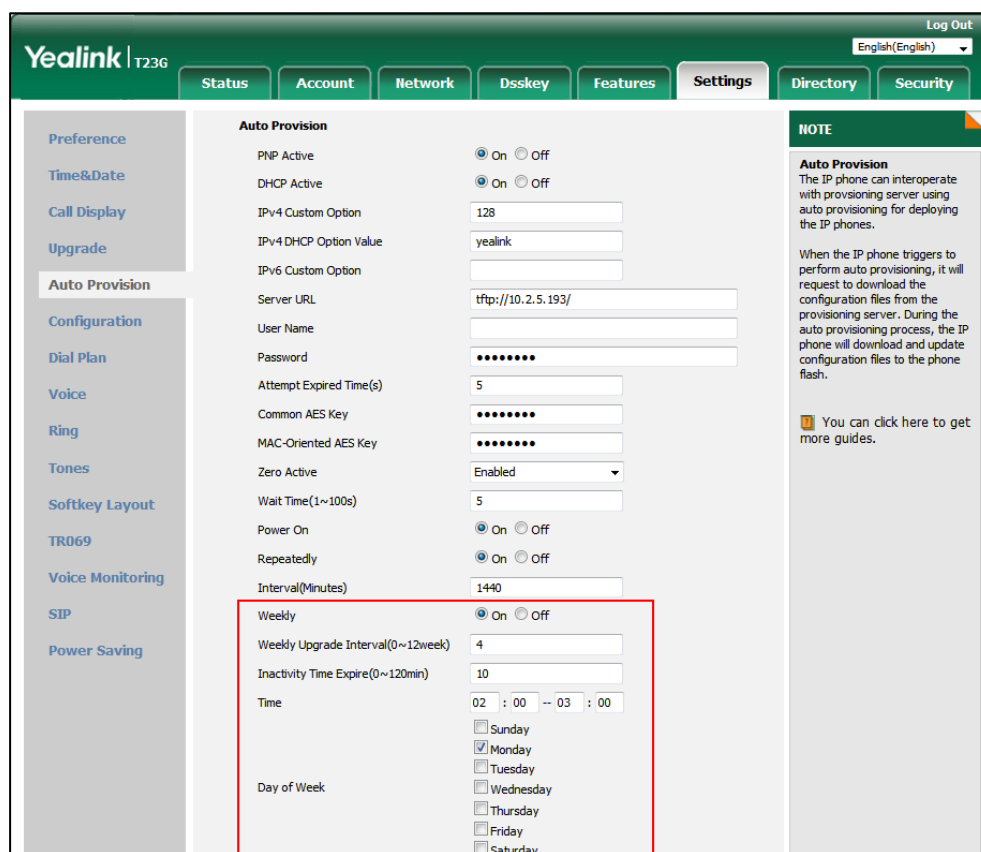 Log Out
Yealink | T23G
English(English)
Status Account Network Dsskey Features Settings Directory Security
Preference
Time&Date
Call Display
Upgrade
Auto Provision
Configuration
Dial Plan
Voice
Ring
Tones
Softkey Layout
TR069
Voice Monitoring
SIP
Power Saving
Auto Provision
PNP Active On Off
DHCP Active On Off
IPv4 Custom Option 128
IPv4 DHCP Option Value yealink
IPv6 Custom Option
Server URL tftp://10.2.5.193/
User Name
Password ••••••••
Attempt Expired Time(s) 5
Common AES Key ••••••••
MAC-Oriented AES Key ••••••••
Zero Active Enabled
Wait Time(1~100s) 5
Power On On Off
Repeatedly On Off
Interval(Minutes) 1440
Weekly On Off
Weekly Upgrade Interval(0~12week) 4
Inactivity Time Expire(0~120min) 10
Time 02 : 00 -- 03 : 00
Sunday
Monday
Tuesday
Day of Week Wednesday
Thursday
Friday
Saturday
NOTE
Auto Provision
The IP phone can interoperate
with provsioning server using
auto provisioning for deploying
the IP phones.
When the IP phone triggers to
perform auto provisioning, it will
request to download the
configuration files from the
provisioning server. During the
auto provisioning process, the IP
phone will download and update
configuration files to the phone
flash.
You can click here to get
more guides.